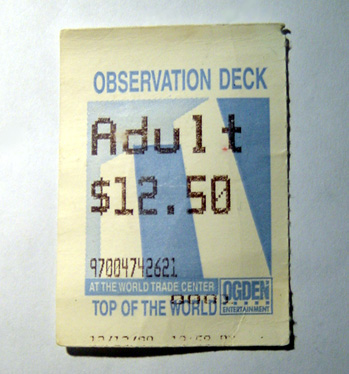 OBSERVATION DECK
Adult
$12.50
97004742621
AT THE WORLD TRADE CENTER
OGDEN
ENTERTAINMENT
TOP OF THE WORLD